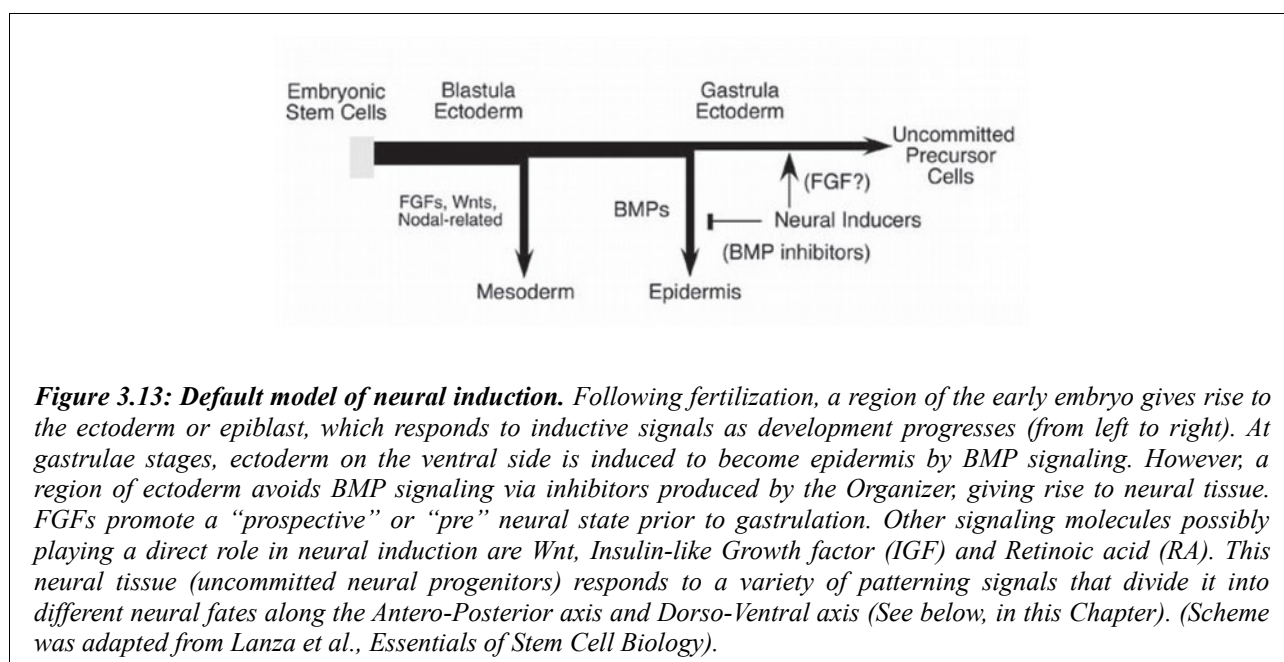 Embryonic
Stem Cells
Blastula
Ectoderm
Gastrula
Ectoderm
Uncommitted
Precursor
Cells
FGFs, Wnts,
Nodal-related
BMPs
(FGF?)
Neural Inducers
(BMP inhibitors)
Mesoderm
Epidermis
Figure 3.13: Default model of neural induction. Following fertilization, a region of the early embryo gives rise to
the ectoderm or epiblast, which responds to inductive signals as development progresses (from left to right). At
gastrulae stages, ectoderm on the ventral side is induced to become epidermis by BMP signaling. However, a
region of ectoderm avoids BMP signaling via inhibitors produced by the Organizer, giving rise to neural tissue.
FGFs promote a “prospective” or “pre” neural state prior to gastrulation. Other signaling molecules possibly
playing a direct role in neural induction are Wnt, Insulin-like Growth factor (IGF) and Retinoic acid (RA). This
neural tissue (uncommitted neural progenitors) responds to a variety of patterning signals that divide it into
different neural fates along the Antero-Posterior axis and Dorso-Ventral axis (See below, in this Chapter). (Scheme
was adapted from Lanza et al., Essentials of Stem Cell Biology).